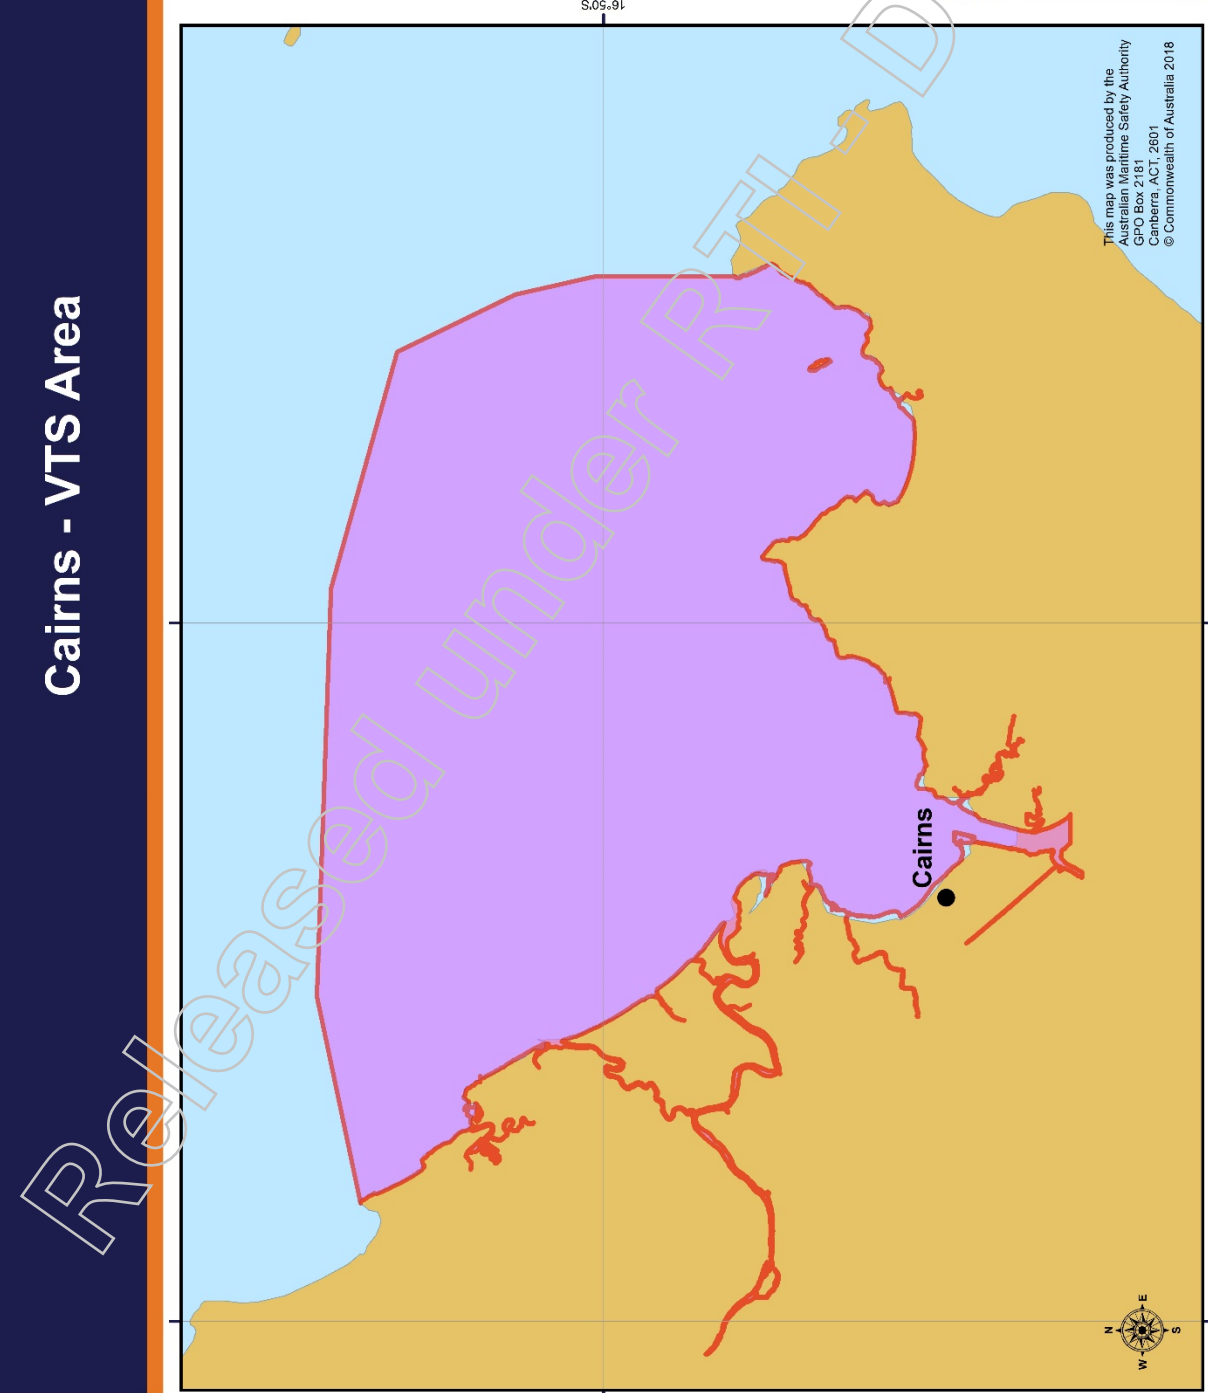 Cairns - VTS Area
16°50'S
Cairns
This map was produced by the
Australian Maritime Safety Authority
GPO Box 2181
Canberra, ACT, 2601
© Commonwealth of Australia 2018
N
W
E
S
Released under RTI - D